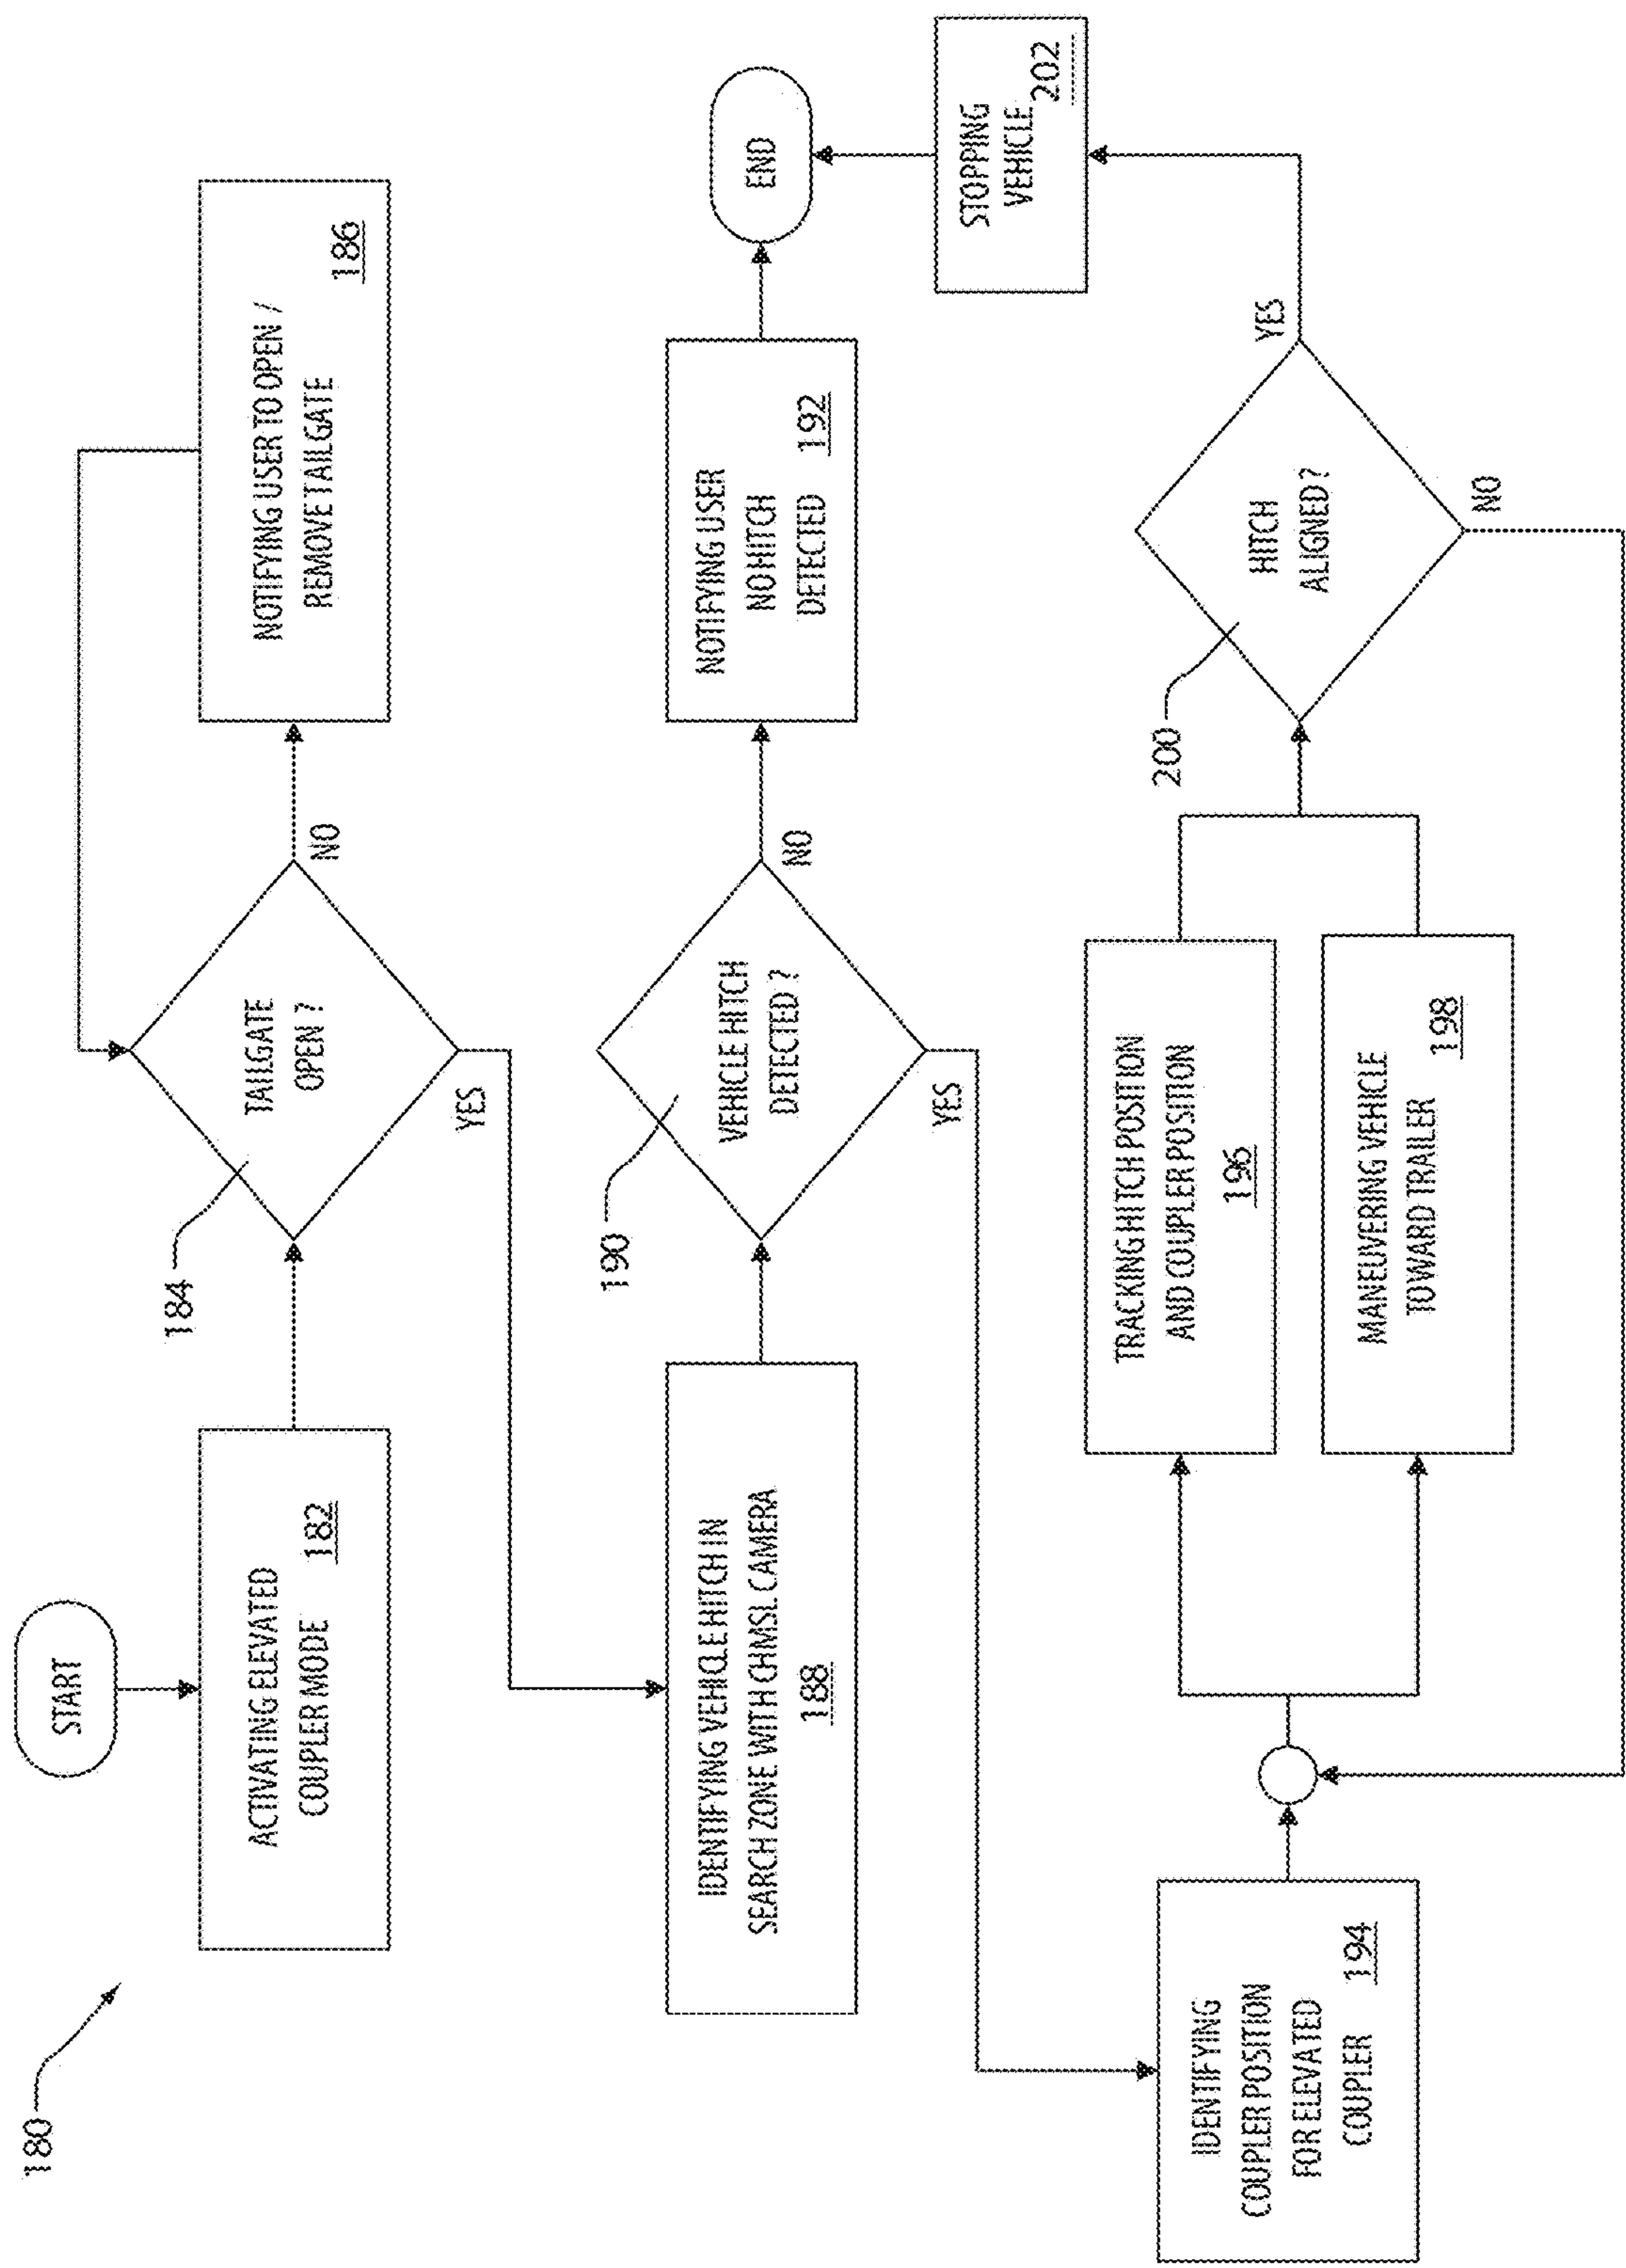 180
START
ACTIVATING ELEVATED
COUPLER MODE
182
184
TAILGATE
OPEN ?
NO
YES
NOTIFYING USER TO OPEN /
REMOVE TAILGATE
186
IDENTIFYING VEHICLE HITCH IN
SEARCH ZONE WITH CHMSL CAMERA
188
190
VEHICLE HITCH
DETECTED ?
NO
YES
NOTIFYING USER
NO HITCH
DETECTED
192
END
IDENTIFYING
COUPLER POSITION
FOR ELEVATED
COUPLER
194
TRACKING HITCH POSITION
AND COUPLER POSITION
196
MANEUVERING VEHICLE
TOWARD TRAILER
198
200
HITCH
ALIGNED ?
YES
NO
STOPPING
VEHICLE
202